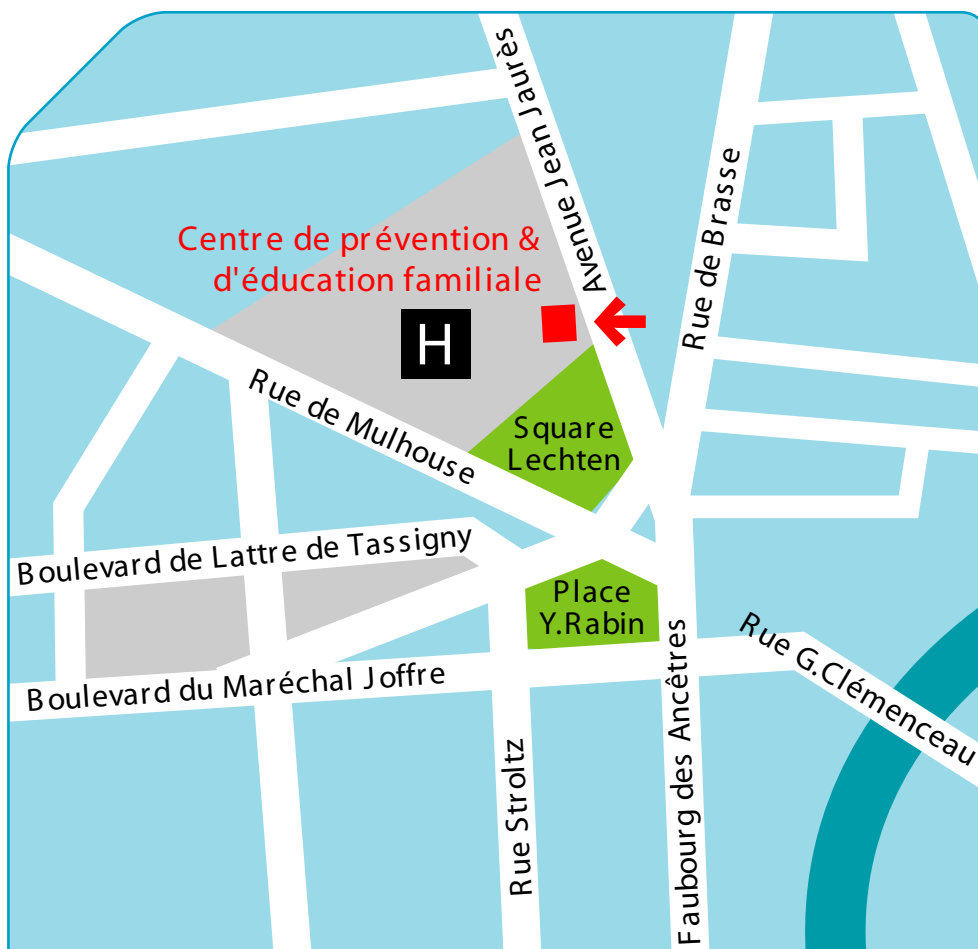 Avenue Jean Jaurès
Rue de Brasse
Centre de prévention &
d'éducation familiale
H
Rue de Mulhouse
Square
Lechten
Boulevard de Lattre de Tassigny
Place
Y.Rabin
Rue G.Clémenceau
Boulevard du Maréchal Joffre
Rue Stroltz
Faubourg des Ancêtres